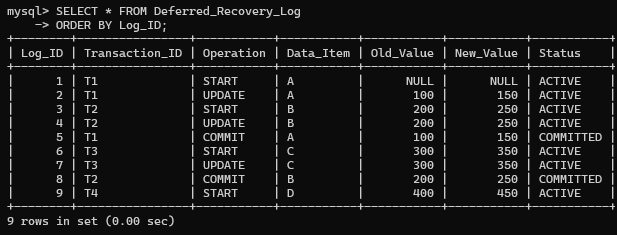 mysql> SELECT * FROM Deferred_Recovery_Log
    -> ORDER BY Log_ID;
+--------+----------------+-----------+-----------+-----------+-----------+-----------+
| Log_ID | Transaction_ID | Operation | Data_Item | Old_Value | New_Value | Status    |
+--------+----------------+-----------+-----------+-----------+-----------+-----------+
|      1 | T1             | START     | A         |      NULL |      NULL | ACTIVE    |
|      2 | T1             | UPDATE    | A         |       100 |       150 | ACTIVE    |
|      3 | T2             | START     | B         |       200 |       250 | ACTIVE    |
|      4 | T2             | UPDATE    | B         |       200 |       250 | ACTIVE    |
|      5 | T1             | COMMIT    | A         |       100 |       150 | COMMITTED |
|      6 | T3             | START     | C         |       300 |       350 | ACTIVE    |
|      7 | T3             | UPDATE    | C         |       300 |       350 | ACTIVE    |
|      8 | T2             | COMMIT    | B         |       200 |       250 | COMMITTED |
|      9 | T4             | START     | D         |       400 |       450 | ACTIVE    |
+--------+----------------+-----------+-----------+-----------+-----------+-----------+
9 rows in set (0.00 sec)